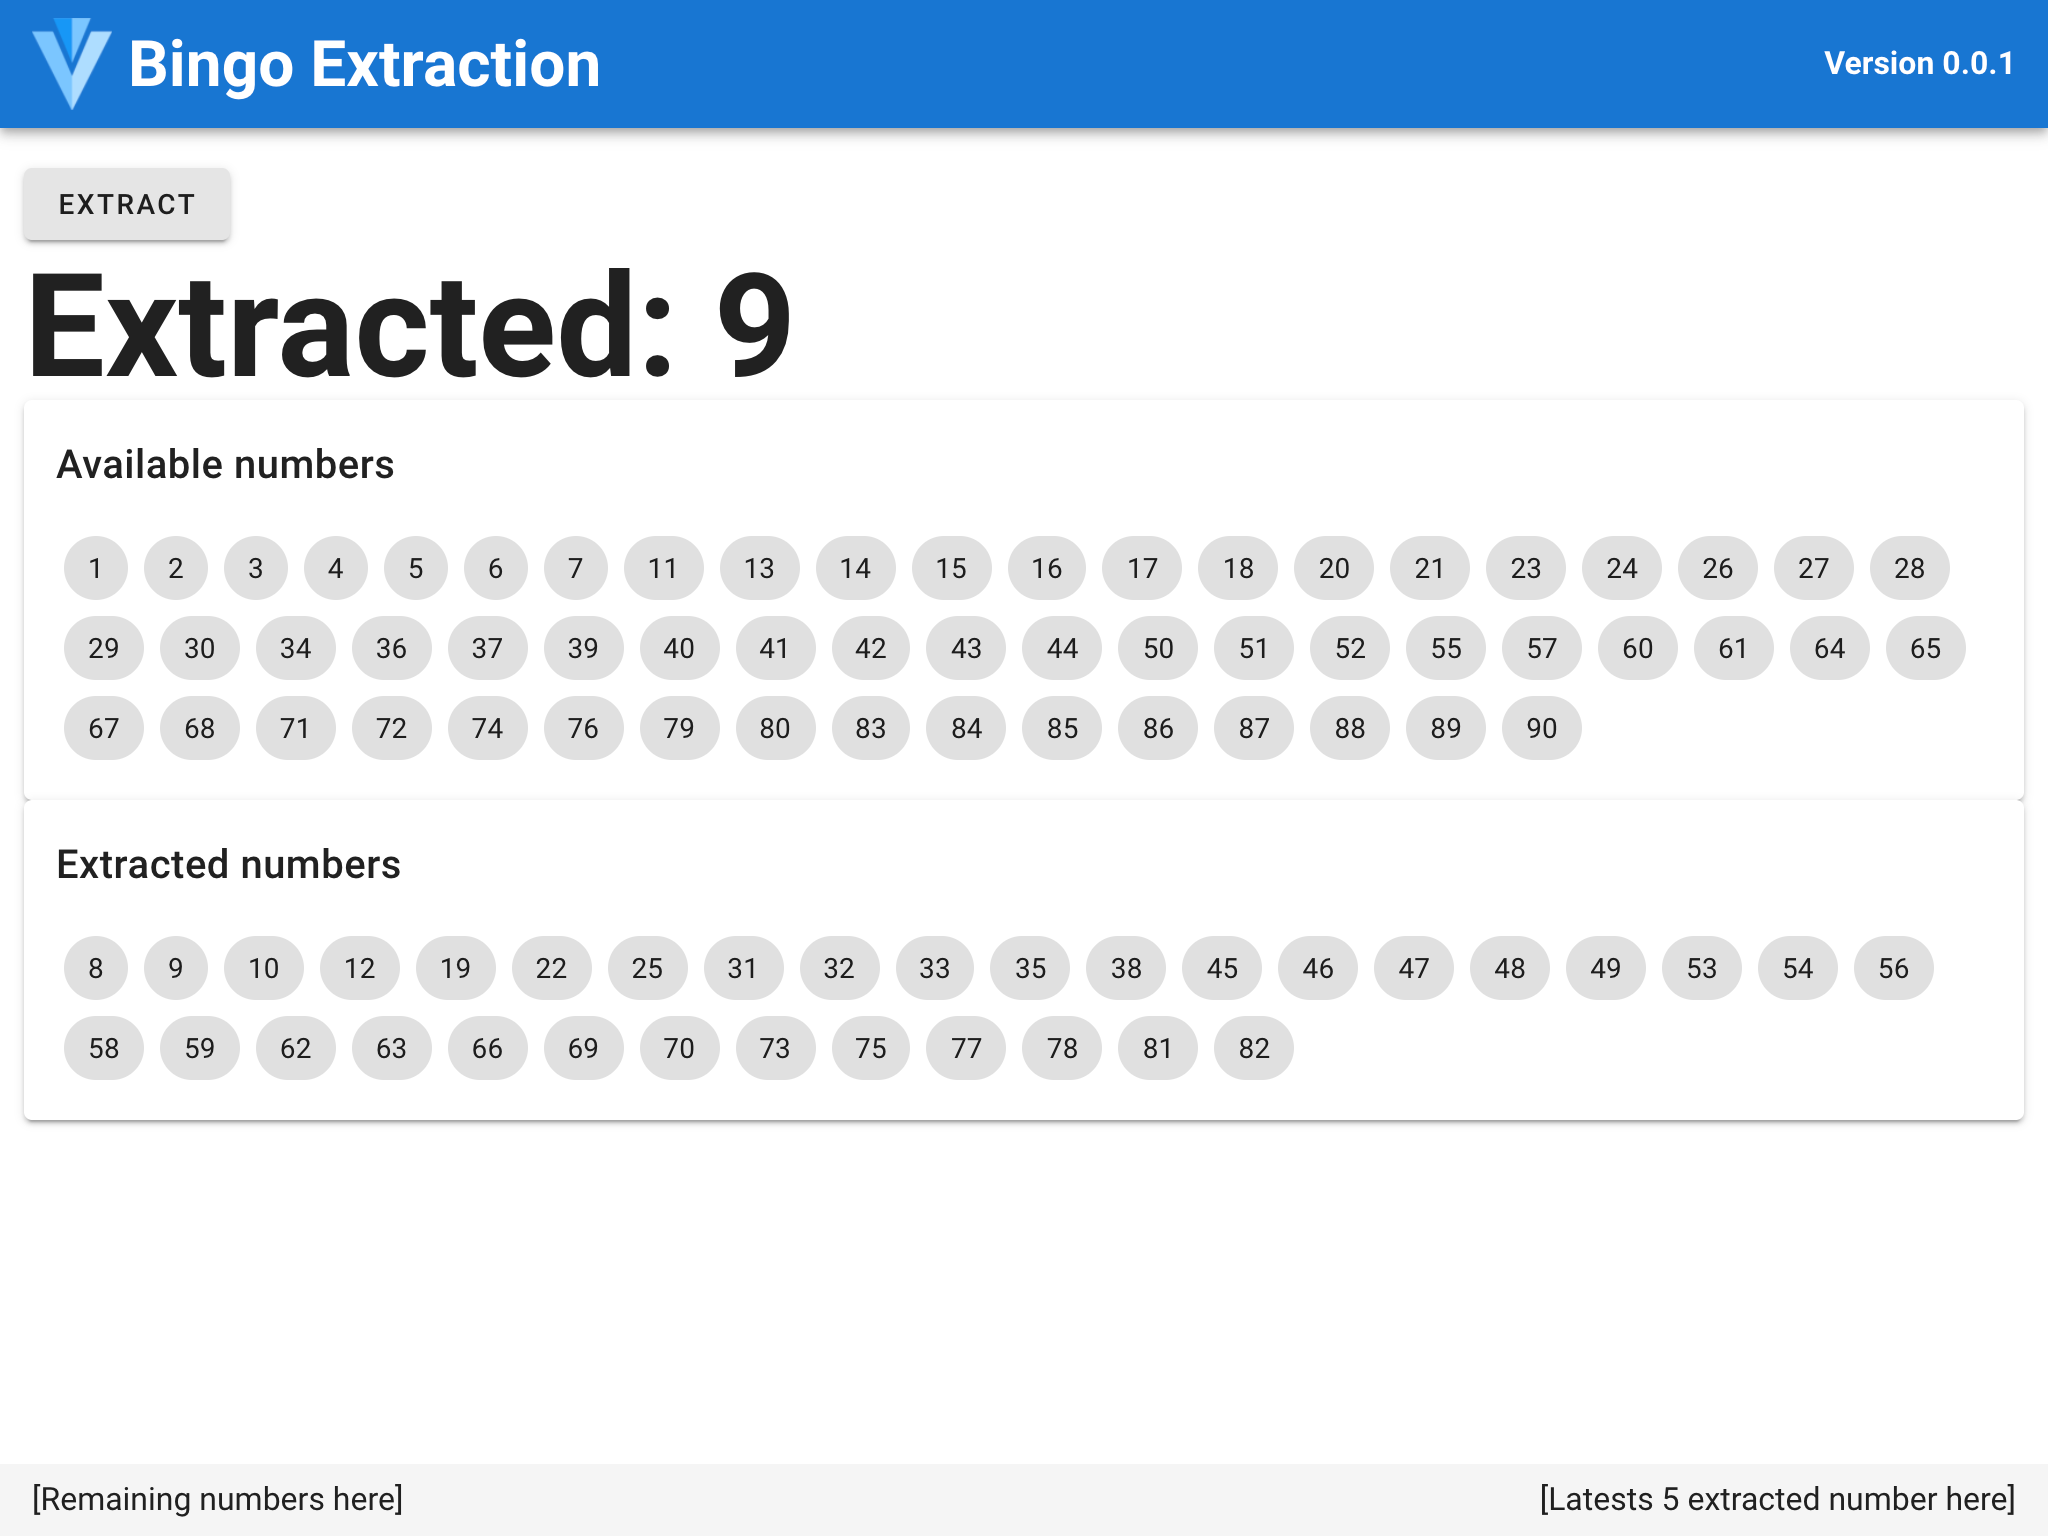 Bingo Extraction
Version 0.0.1
EXTRACT
Extracted: 9
Available numbers
1 2 3 4 5 6 7 11 13 14 15 16 17 18 20 21 23 24 26 27 28
29 30 34 36 37 39 40 41 42 43 44 50 51 52 55 57 60 61 64 65
67 68 71 72 74 76 79 80 83 84 85 86 87 88 89 90
Extracted numbers
8 9 10 12 19 22 25 31 32 33 35 38 45 46 47 48 49 53 54 56
58 59 62 63 66 69 70 73 75 77 78 81 82
[Remaining numbers here]
[Latests 5 extracted number here]